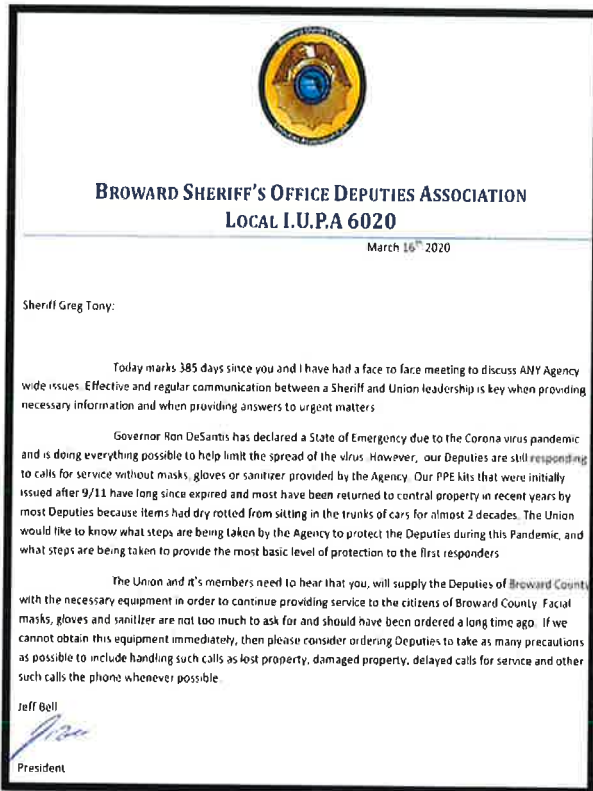 BROWARD SHERIFF'S OFFICE DEPUTIES ASSOCIATION
LOCAL I.U.P.A 6020
March 16th 2020
Sheriff Greg Tony:
Today marks 385 days since you and I have had a face to face meeting to discuss ANY Agency
wide issues. Effective and regular communication between a Sheriff and Union leadership is key when providing
necessary information and when providing answers to urgent matters
Governor Ron DeSantis has declared a State of Emergency due to the Corona virus pandemic
and is doing everything possible to help limit the spread of the virus. However, our Deputies are still responding
to calls for service without masks, gloves or sanitizer provided by the Agency. Our PPE kits that were initially
issued after 9/11 have long since expired and most have been returned to central property in recent years by
most Deputies because items had dry rotted from sitting in the trunks of cars for almost 2 decades. The Union
would like to know what steps are being taken by the Agency to protect the Deputies during this Pandemic, and
what steps are being taken to provide the most basic level of protection to the first responders
The Union and it's members need to hear that you, will supply the Deputies of Broward County
with the necessary equipment in order to continue providing service to the citizens of Broward County. Facial
masks, gloves and sanitizer are not too much to ask for and should have been ordered a long time ago. If we
cannot obtain this equipment immediately, then please consider ordering Deputies to take as many precautions
as possible to include handling such calls as lost property, damaged property, delayed calls for service and other
such calls the phone whenever possible.
Jeff Bell
President